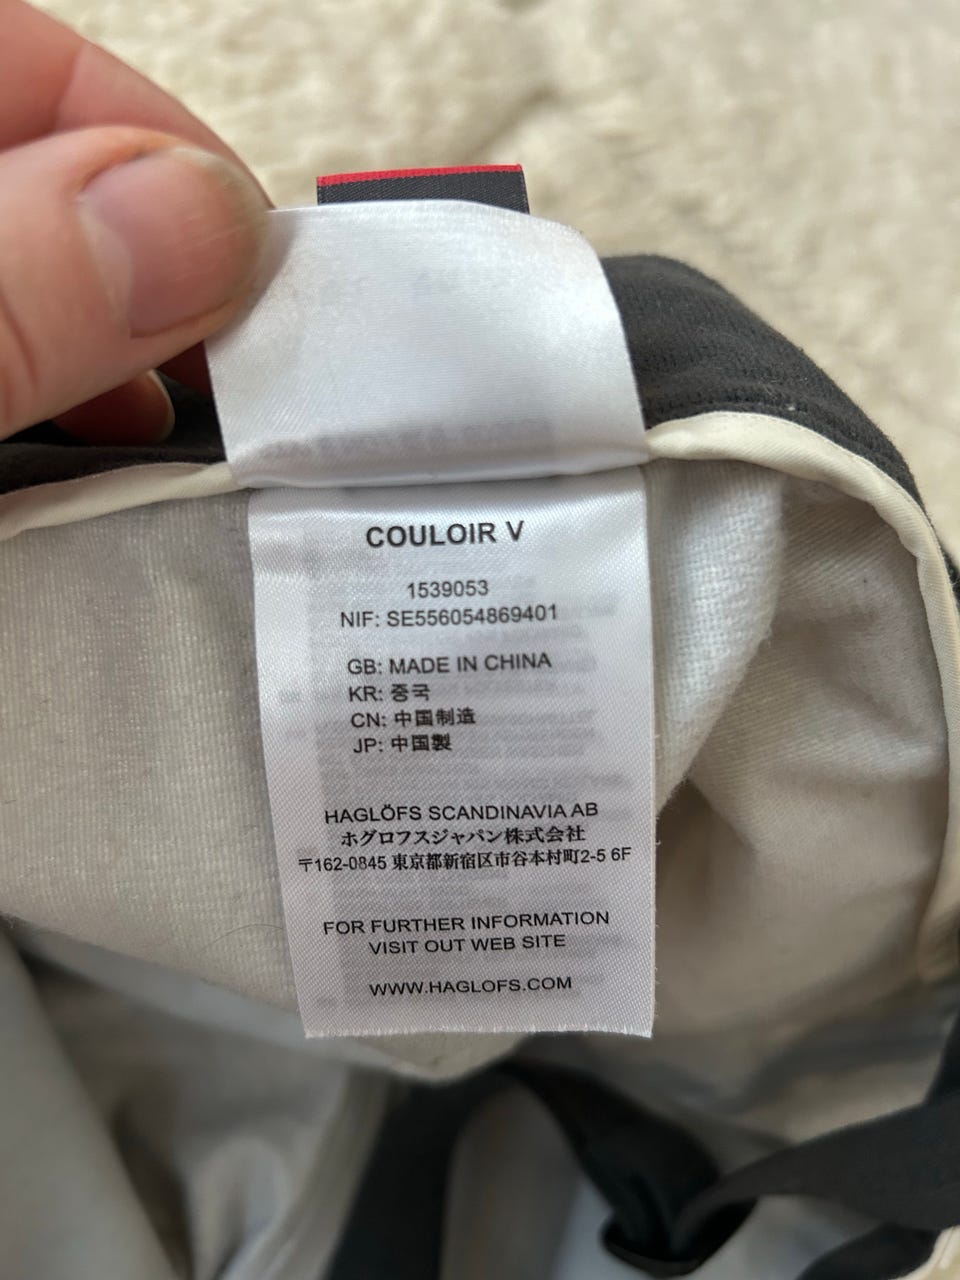 COULOIR V
1539053
NIF: SE556054869401
GB: MADE IN CHINA
KR: 중국
CN: 中国制造
JP: 中国製
HAGLÖFS SCANDINAVIA AB
ホグロフスジャパン株式会社
〒162-0845 東京都新宿区市谷本村町2-5 6F
FOR FURTHER INFORMATION
VISIT OUT WEB SITE
WWW.HAGLOFS.COM